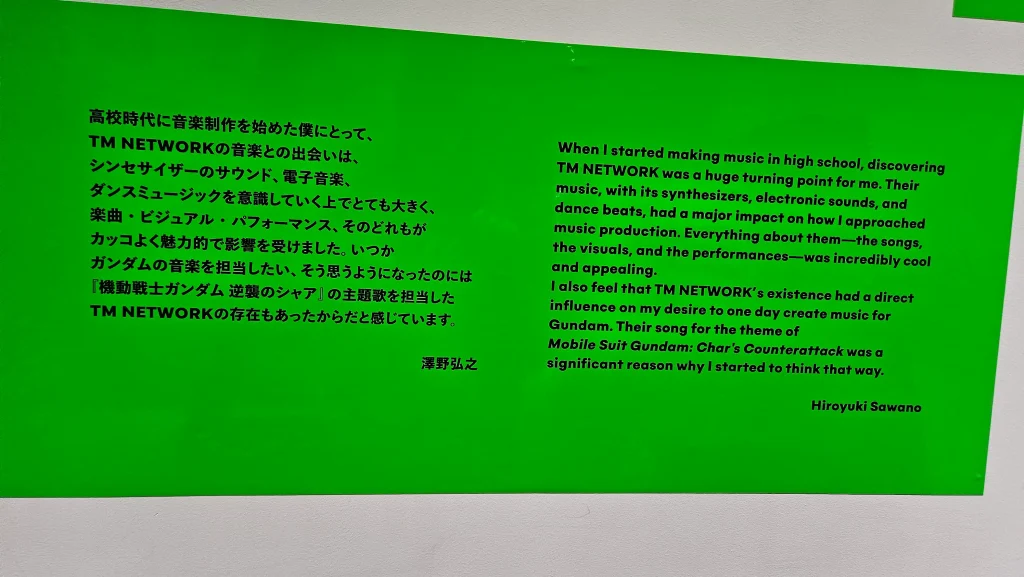 高校時代に音楽制作を始めた僕にとって、
TM NETWORKの音楽との出会いは、
シンセサイザーのサウンド、電子音楽、
ダンスミュージックを意識していく上でとても大きく、
楽曲・ビジュアル・パフォーマンス、そのどれもが
カッコよく魅力的で影響を受けました。いつか
ガンダムの音楽を担当したい、そう思うようになったのには
『機動戦士ガンダム 逆襲のシャア』の主題歌を担当した
TM NETWORKの存在もあったからだと感じています。
澤野弘之
When I started making music in high school, discovering
TM NETWORK was a huge turning point for me. Their
music, with its synthesizers, electronic sounds, and
dance beats, had a major impact on how I approached
music production. Everything about them—the songs,
the visuals, and the performances—was incredibly cool
and appealing.
I also feel that TM NETWORK's existence had a direct
influence on my desire to one day create music for
Gundam. Their song for the theme of
Mobile Suit Gundam: Char's Counterattack was a
significant reason why I started to think that way.
Hiroyuki Sawano